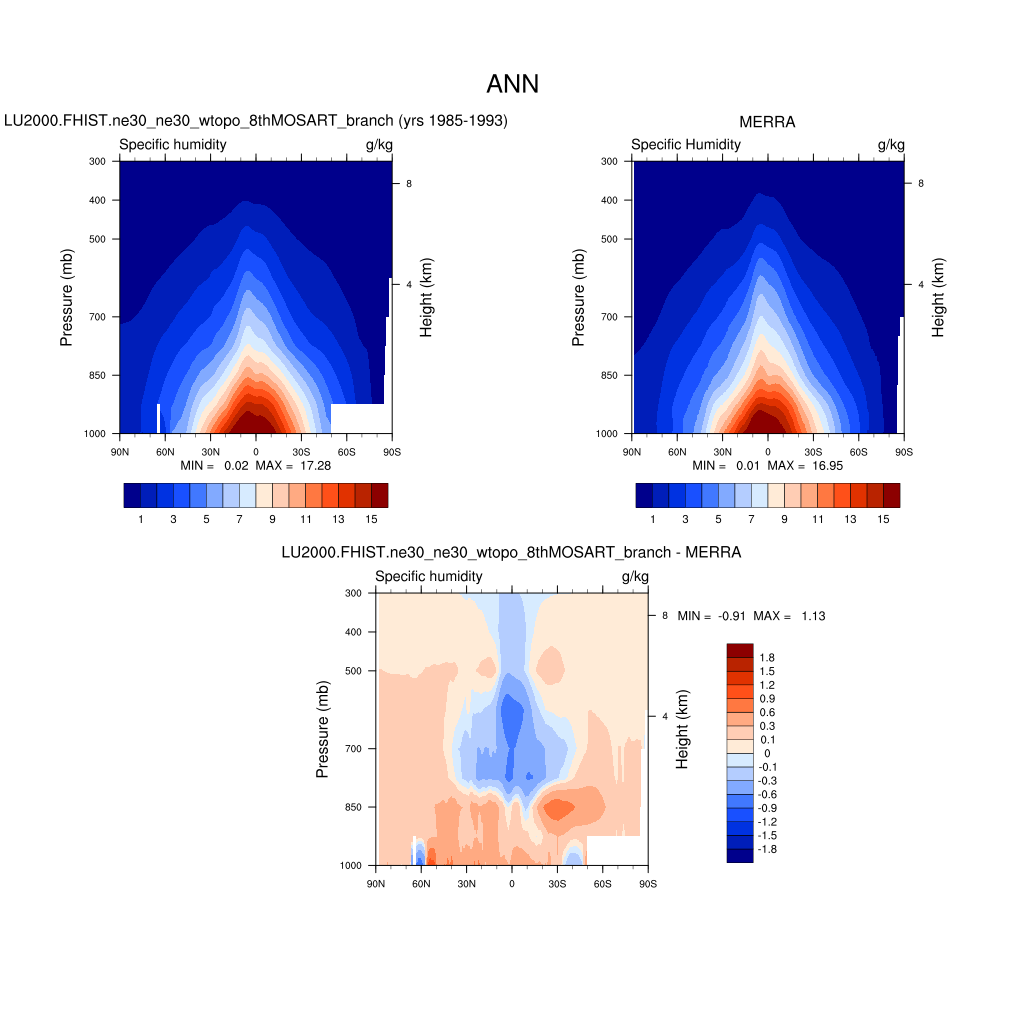 ANN
LU2000.FHIST.ne30_ne30_wtopo_8thMOSART_branch (yrs 1985-1993)
Specific humidity g/kg
300
400
500
700
850
1000
Pressure (mb)
8
4
Height (km)
90N 60N 30N 0 30S 60S 90S
MIN = 0.02 MAX = 17.28
1 3 5 7 9 11 13 15
MERRA
Specific Humidity g/kg
300
400
500
700
850
1000
Pressure (mb)
8
4
Height (km)
90N 60N 30N 0 30S 60S 90S
MIN = 0.01 MAX = 16.95
1 3 5 7 9 11 13 15
LU2000.FHIST.ne30_ne30_wtopo_8thMOSART_branch - MERRA
Specific humidity g/kg
300
400
500
700
850
1000
Pressure (mb)
8
4
Height (km)
90N 60N 30N 0 30S 60S 90S
MIN = -0.91 MAX = 1.13
1.8
1.5
1.2
0.9
0.6
0.3
0.1
0
-0.1
-0.3
-0.6
-0.9
-1.2
-1.5
-1.8